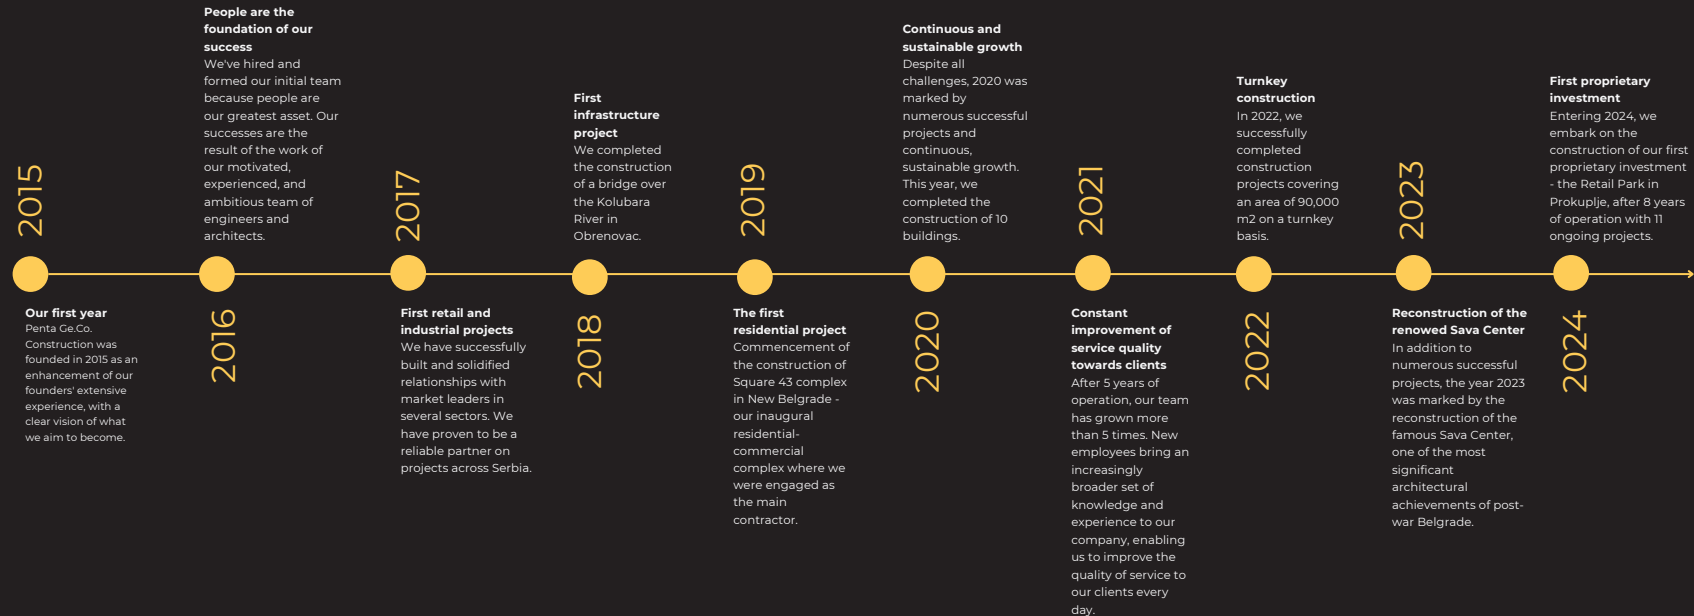 2015
Our first year
Penta Ge.Co.
Construction was
founded in 2015 as an
enhancement of our
founders' extensive
experience, with a
clear vision of what
we aim to become.
People are the
foundation of our
success
We've hired and
formed our initial team
because people are
our greatest asset. Our
successes are the
result of the work of
our motivated,
experienced, and
ambitious team of
engineers and
architects.
2016
2017
First retail and
industrial projects
We have successfully
built and solidified
relationships with
market leaders in
several sectors. We
have proven to be a
reliable partner on
projects across Serbia.
First
infrastructure
project
We completed
the construction
of a bridge over
the Kolubara
River in
Obrenovac.
2018
2019
The first
residential project
Commencement of
the construction of
Square 43 complex
in New Belgrade -
our inaugural
residential-
commercial
complex where we
were engaged as
the main
contractor.
Continuous and
sustainable growth
Despite all
challenges, 2020 was
marked by
numerous successful
projects and
continuous,
sustainable growth.
This year, we
completed the
construction of 10
buildings.
2020
2021
Constant
improvement of
service quality
towards clients
After 5 years of
operation, our team
has grown more
than 5 times. New
employees bring an
increasingly
broader set of
knowledge and
experience to our
company, enabling
us to improve the
quality of service to
our clients every
day.
Turnkey
construction
In 2022, we
successfully
completed
construction
projects covering
an area of 90,000
m2 on a turnkey
basis.
2022
2023
Reconstruction of the
renowed Sava Center
In addition to
numerous successful
projects, the year 2023
was marked by the
reconstruction of the
famous Sava Center,
one of the most
significant
architectural
achievements of post-
war Belgrade.
First proprietary
investment
Entering 2024, we
embark on the
construction of our first
proprietary investment
- the Retail Park in
Prokuplje, after 8 years
of operation with 11
ongoing projects.
2024